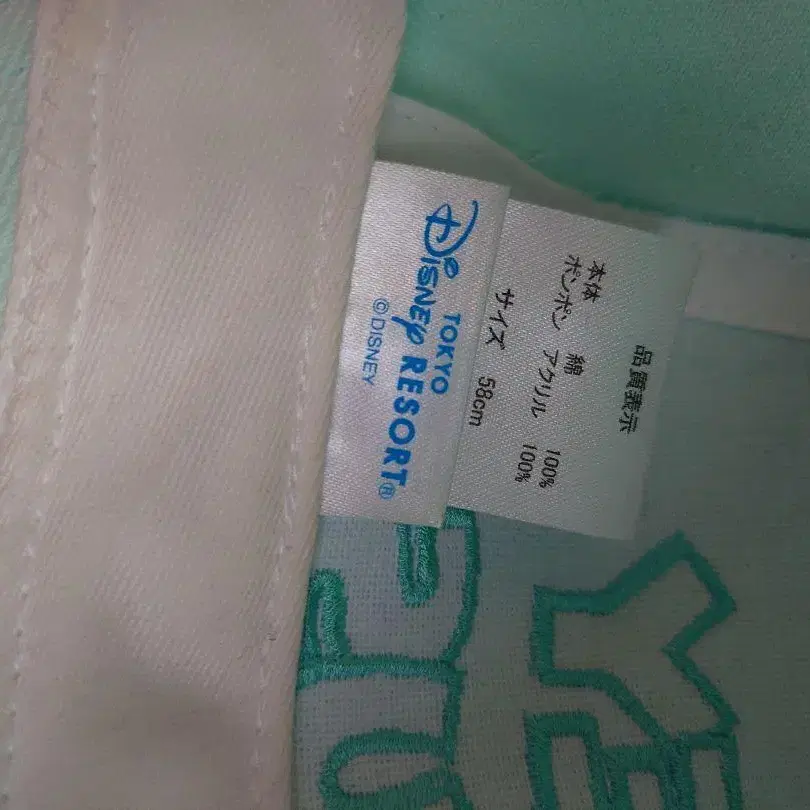 TOKYO
Disney RESORT®
©DISNEY
品質表示
本体 綿 100%
ポンポン アクリル 100%
サイズ 58cm